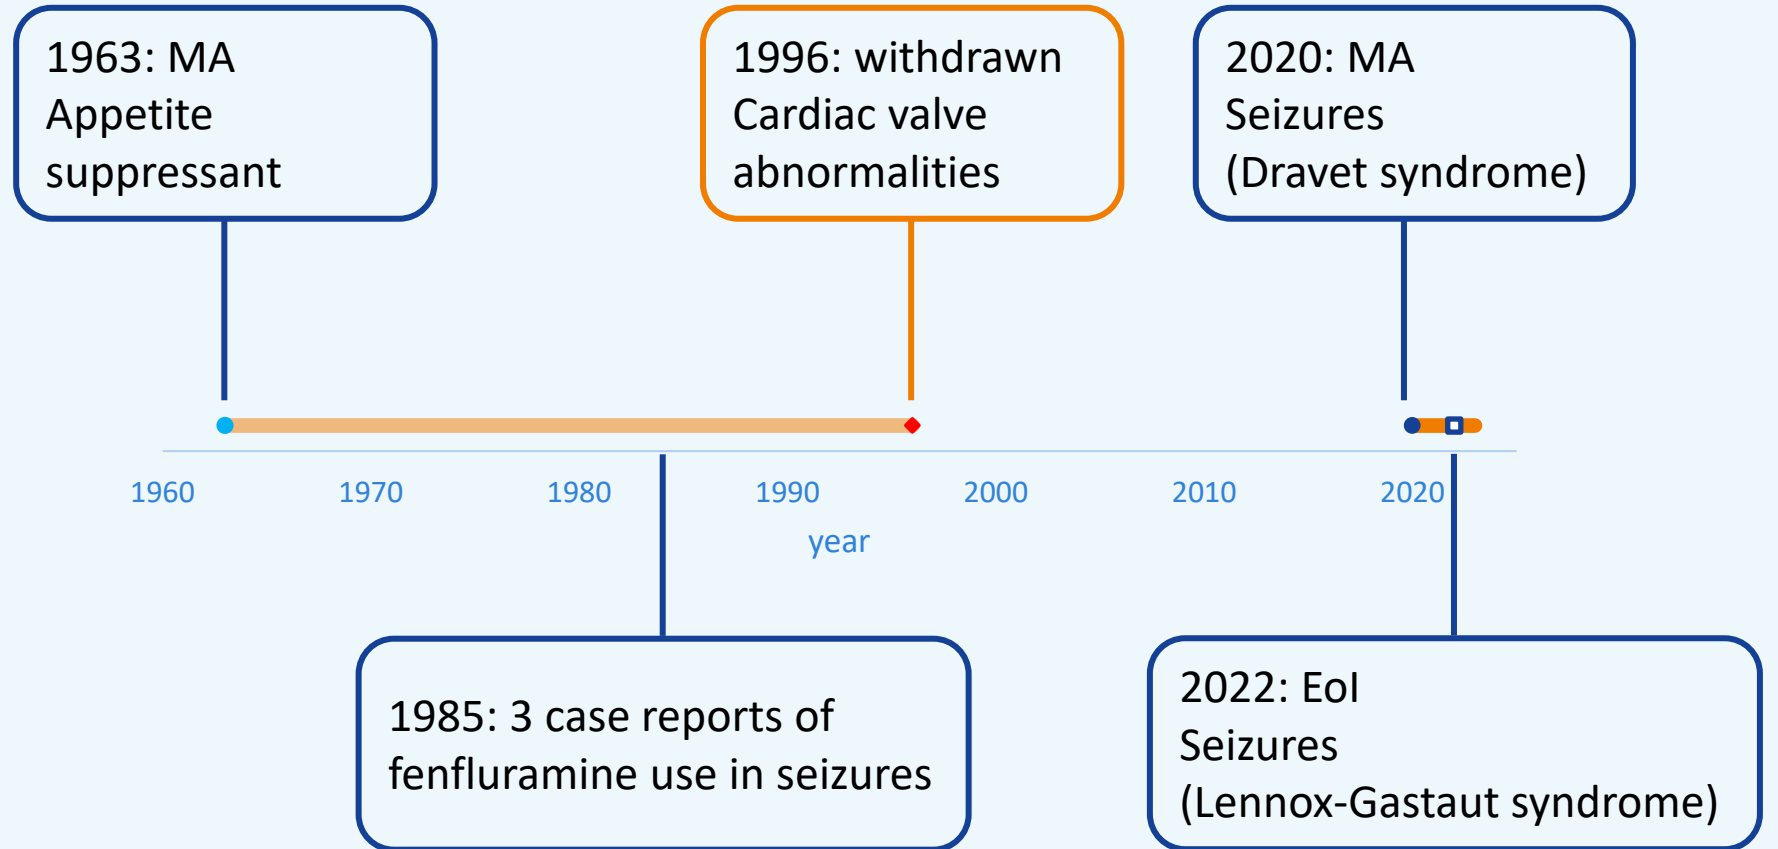 1963: MA
Appetite
suppressant
1996: withdrawn
Cardiac valve
abnormalities
2020: MA
Seizures
(Dravet syndrome)
1960 1970 1980 1990 2000 2010 2020
year
1985: 3 case reports of
fenfluramine use in seizures
2022: EoI
Seizures
(Lennox-Gastaut syndrome)